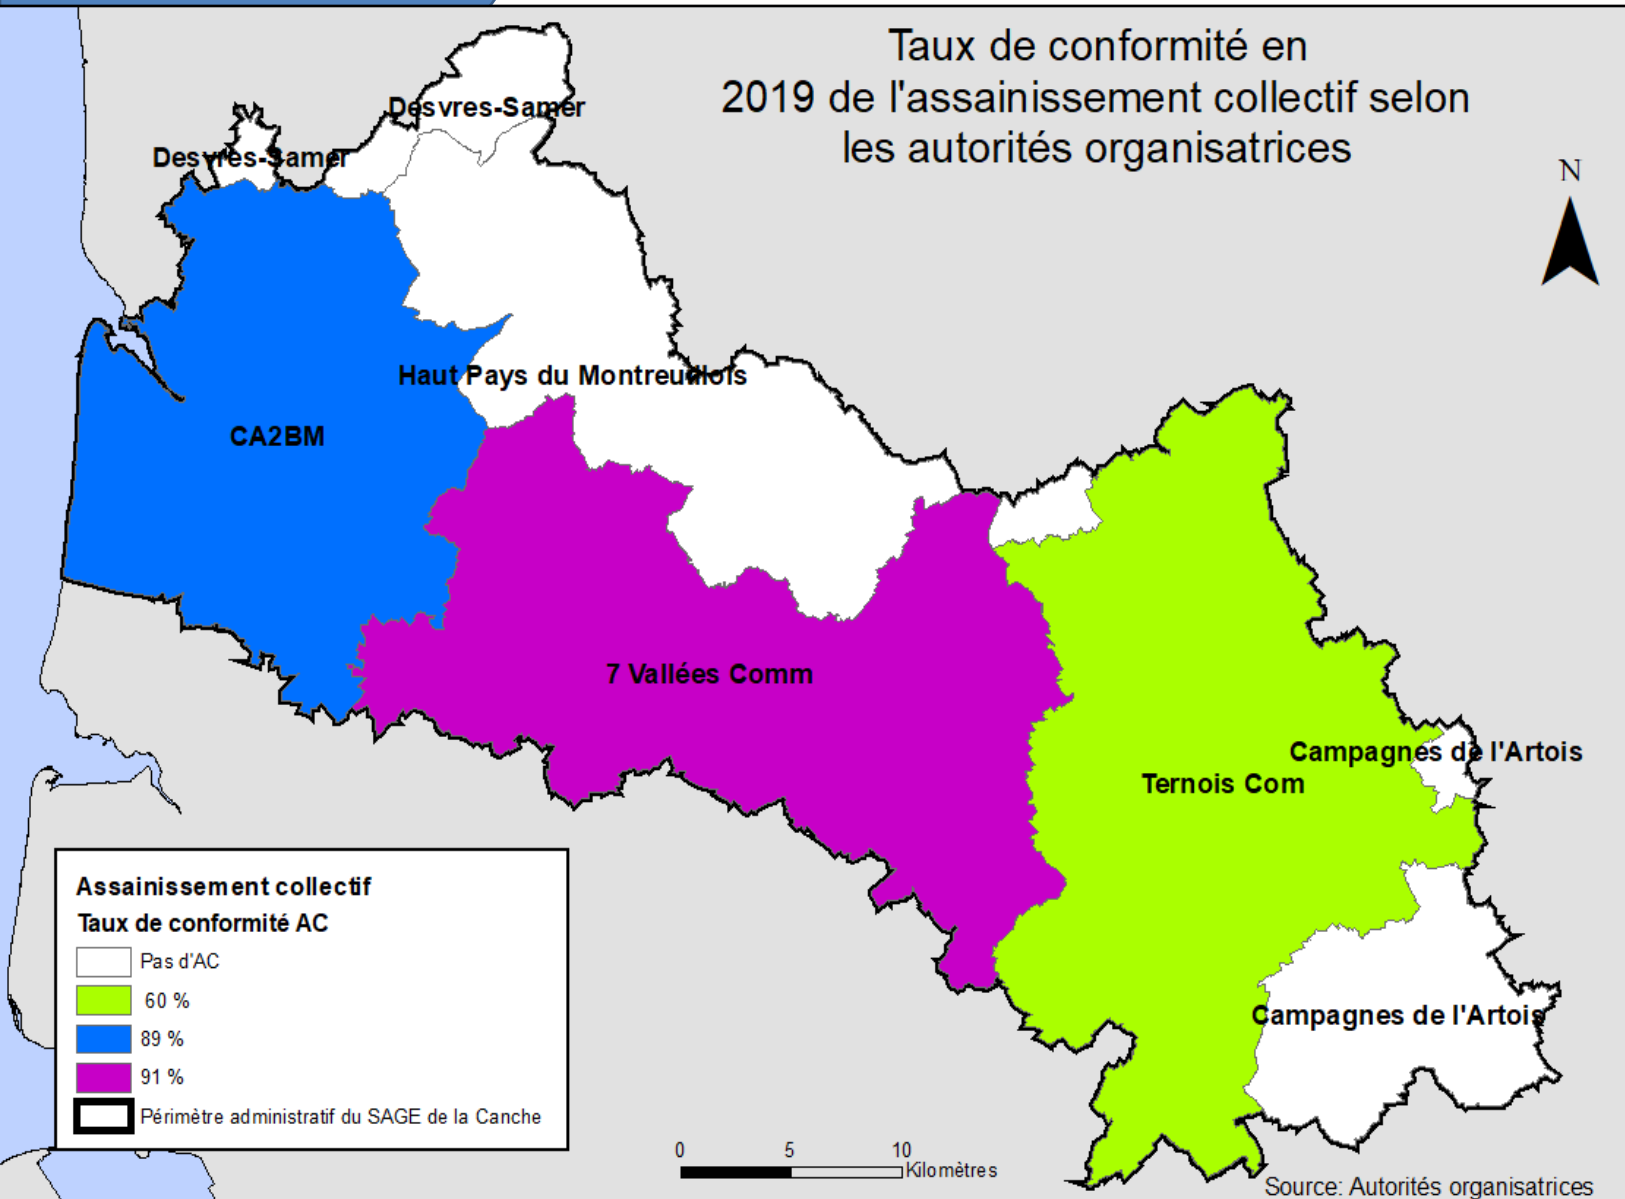 Taux de conformité en
2019 de l'assainissement collectif selon
les autorités organisatrices
N
Desvres-Samer
Desvres-Samer
Haut Pays du Montreuillois
CA2BM
7 Vallées Comm
Campagnes de l'Artois
Ternois Com
Campagnes de l'Artois
Assainissement collectif
Taux de conformité AC
Pas d'AC
60 %
89 %
91 %
Périmètre administratif du SAGE de la Canche
0 5 10
Kilomètres
Source: Autorités organisatrices